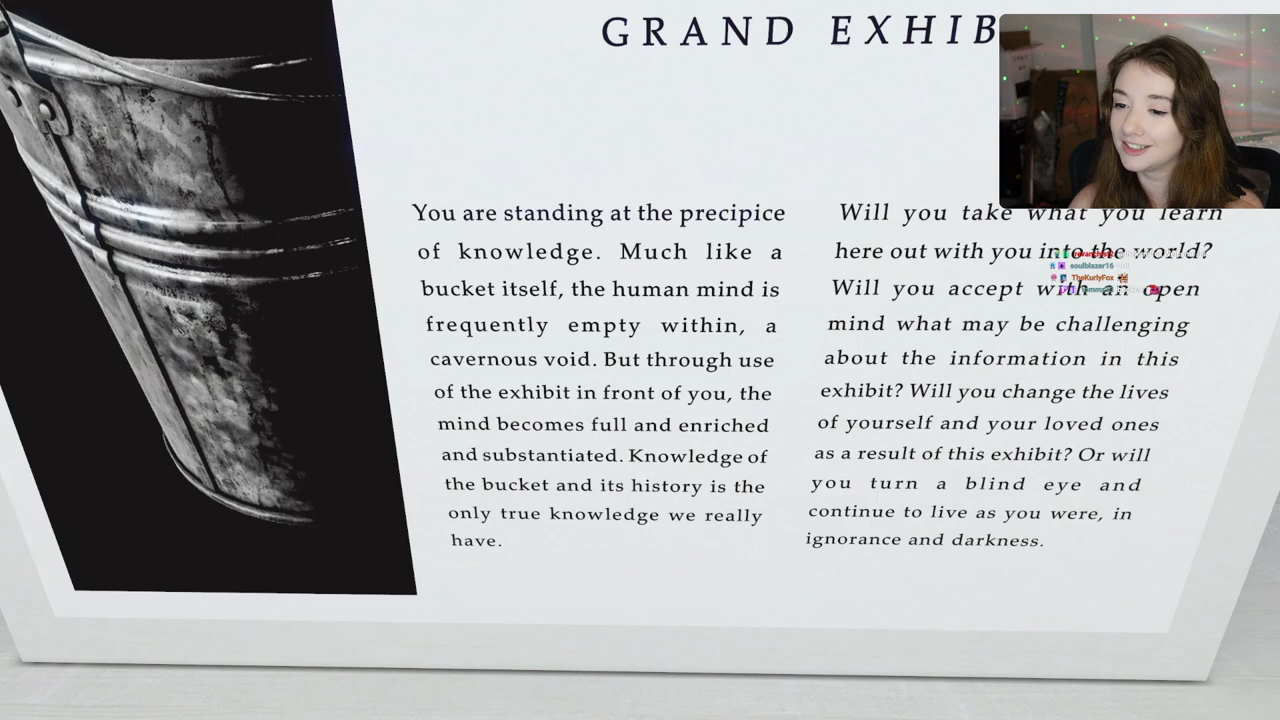 GRAND EXHIB
You are standing at the precipice
of knowledge. Much like a
bucket itself, the human mind is
frequently empty within, a
cavernous void. But through use
of the exhibit in front of you, the
mind becomes full and enriched
and substantiated. Knowledge of
the bucket and its history is the
only true knowledge we really
have.
Will you take what you learn
here out with you into the world?
Will you accept with an open
mind what may be challenging
about the information in this
exhibit? Will you change the lives
of yourself and your loved ones
as a result of this exhibit? Or will
you turn a blind eye and
continue to live as you were, in
ignorance and darkness.
soulblazer16
TheKurlyFox